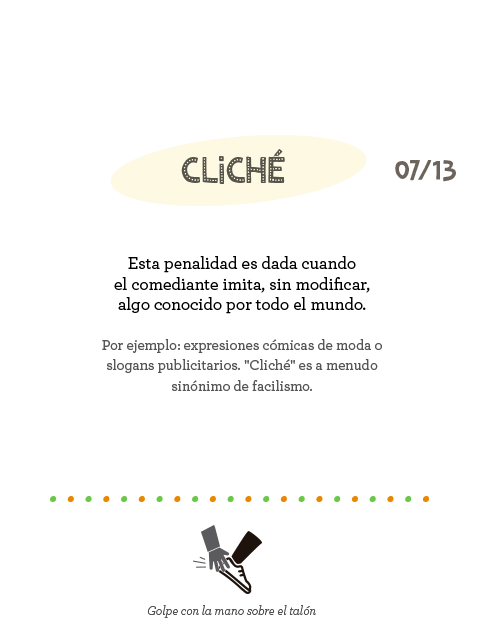 CLiCHÉ
07/13
Esta penalidad es dada cuando
el comediante imita, sin modificar,
algo conocido por todo el mundo.
Por ejemplo: expresiones cómicas de moda o
slogans publicitarios. "Cliché" es a menudo
sinónimo de facilismo.
Golpe con la mano sobre el talón